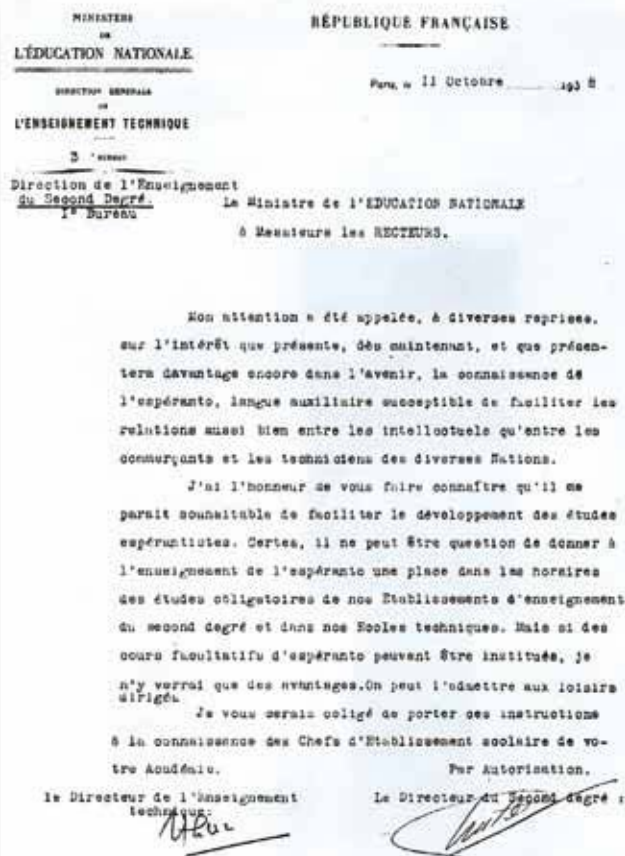 MINISTÈRE
DE
L'ÉDUCATION NATIONALE
RÉPUBLIQUE FRANÇAISE
DIRECTION GÉNÉRALE
DE
L'ENSEIGNEMENT TECHNIQUE
Paris, le 11 Octobre 1938
3 BUREAU
Direction de l'Enseignement
du Second Degré.
Iº Bureau
Le Ministre de l'EDUCATION NATIONALE
à Messieurs les RECTEURS.
Mon attention a été appelée, à diverses reprises,
sur l'intérêt que présente, dès maintenant, et que présen-
tera davantage encore dans l'avenir, la connaissance de
l'espéranto, langue auxiliaire susceptible de faciliter les
relations aussi bien entre les intellectuels qu'entre les
commerçants et les techniciens des diverses Nations.
J'ai l'honneur de vous faire connaître qu'il me
parait souhaitable de faciliter le développement des études
espérantistes. Certes, il ne peut être question de donner à
l'enseignement de l'espéranto une place dans les horaires
des études obligatoires de nos Etablissements d'enseignement
du second degré et dans nos Ecoles techniques. Mais si des
cours facultatifs d'espéranto peuvent être institués, je
n'y verrai que des avantages.On peut l'admettre aux loisirs
dirigés
Je vous serais obligé de porter ces instructions
à la connaissance des Chefs d'Etablissement scolaire de vo-
tre Académie.
Par Autorisation.
le Directeur de l'Enseignement
technique:
Le Directeur du Second degré :